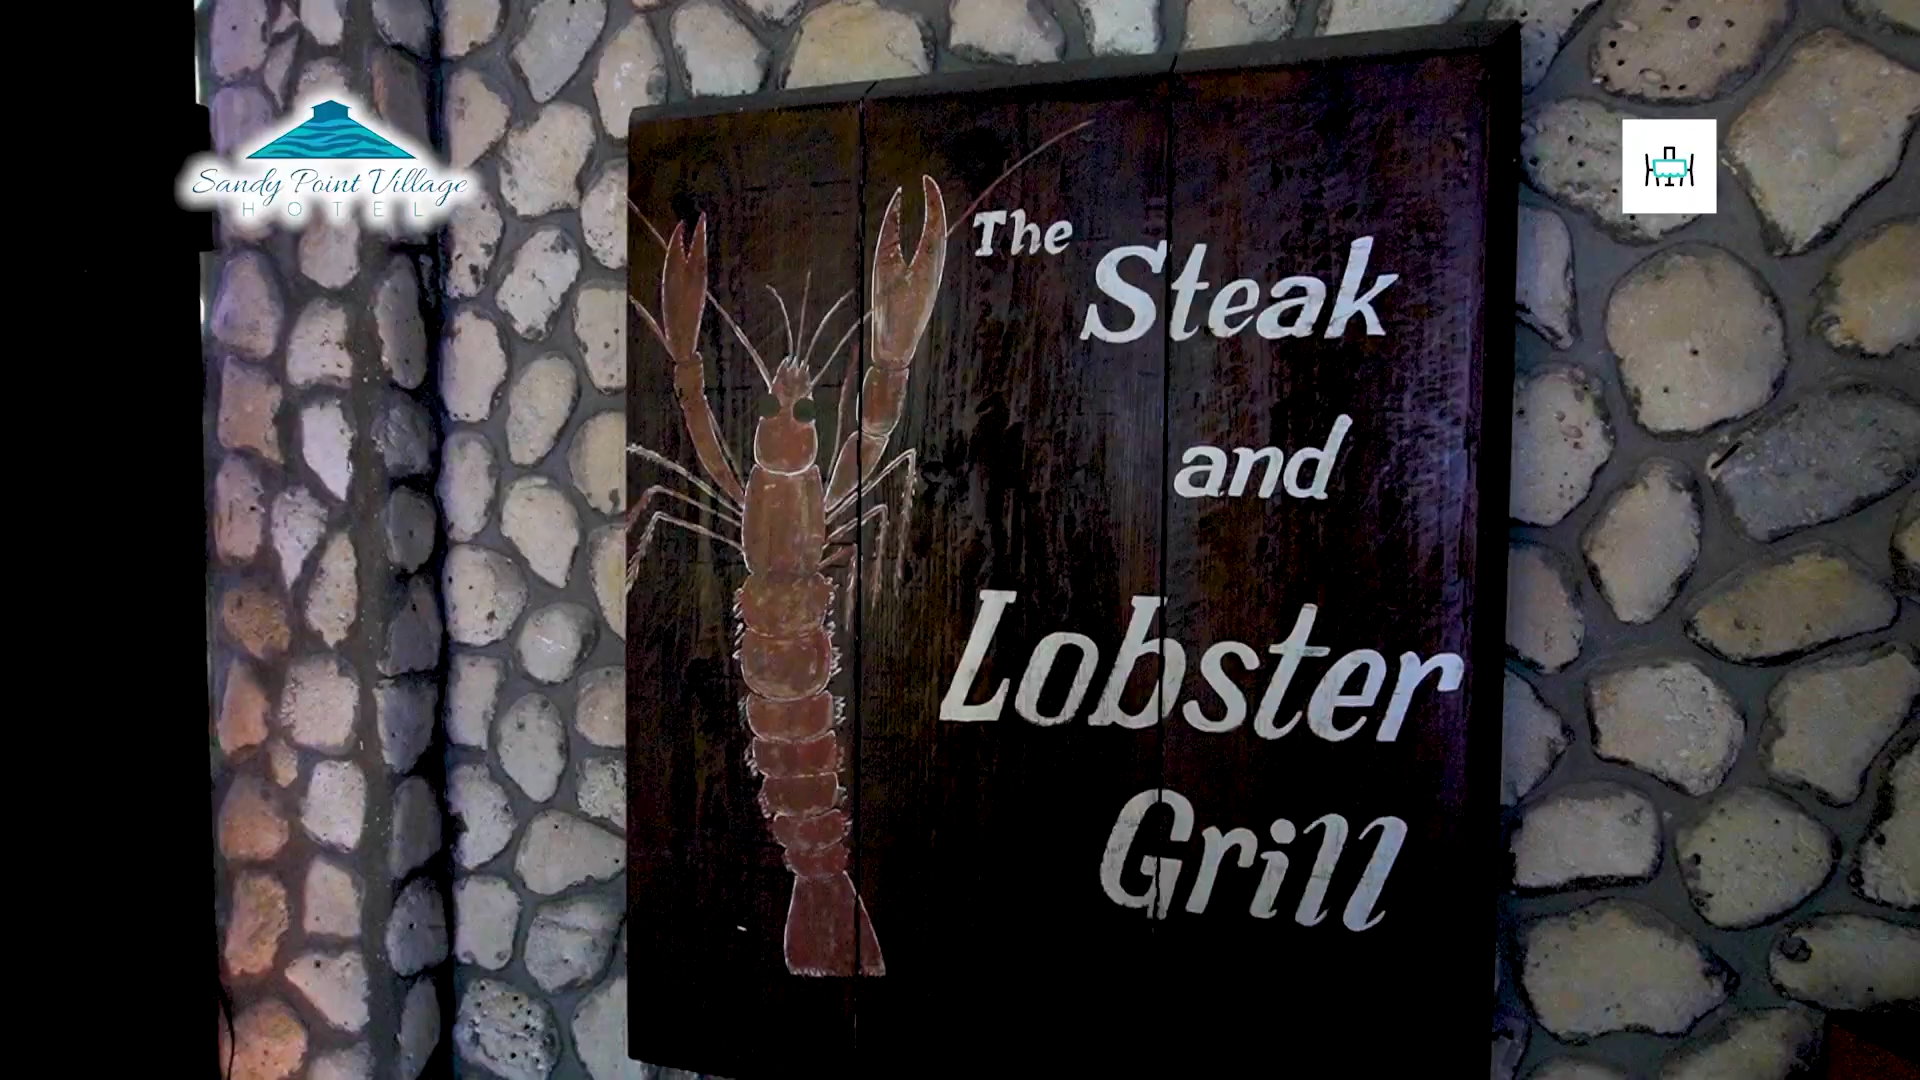 Sandy Point Village
HOTEL
The
Steak
and
Lobster
Grill